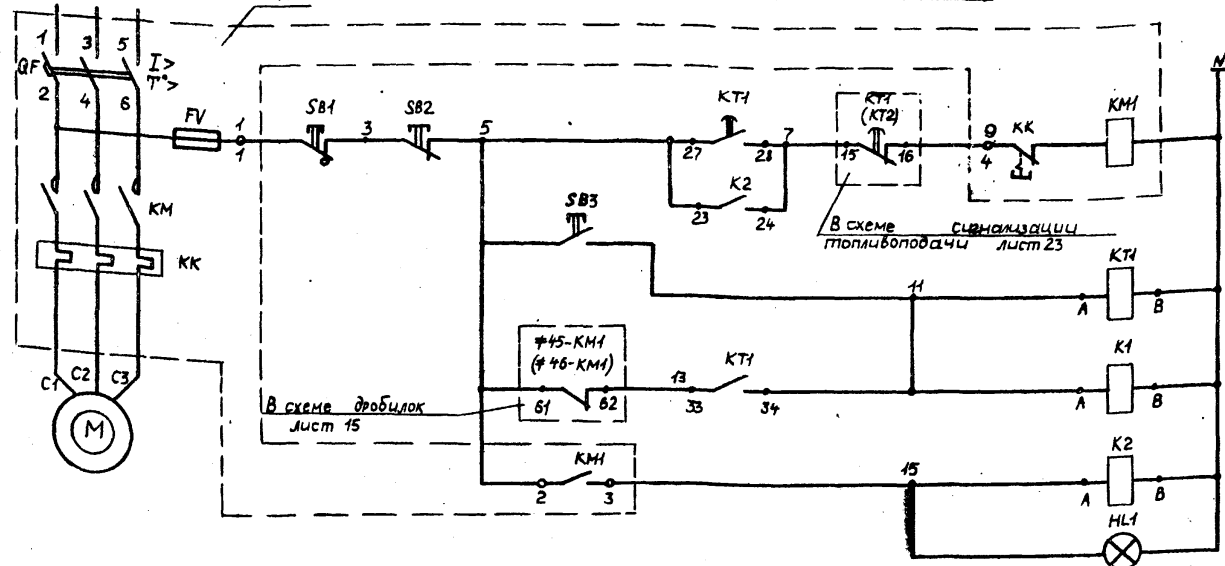 1 3 5
QF
I>
T°>
2 4 6
FV
1
1
SB1
3
SB2
5
KT1
27 28
7
K2
23 24
KT1
(KT2)
15 16
9
4
KK
KM1
N
В схеме сигнализации
топливоподачи лист 23
KM
KK
SB3
11
KT1
A B
C1 C2 C3
M
#45-KM1
(#46-KM1)
61 62
В схеме дробилок
лист 15
13
33
KT1
34
K1
A B
KM1
2 3
15
K2
A B
HL1